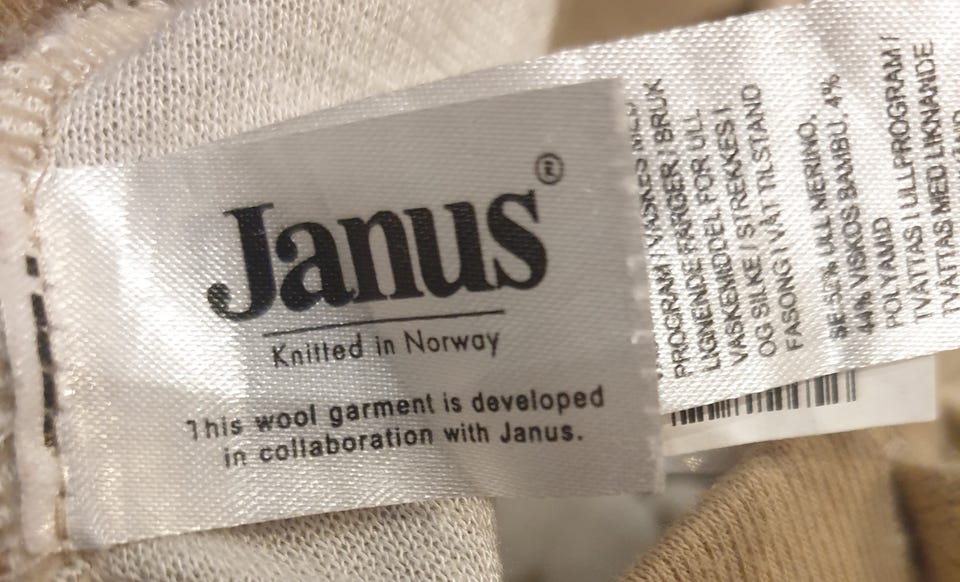 Janus®
Knitted in Norway
This wool garment is developed
in collaboration with Janus.
PROGRAM / VASKES MED
LIGNENDE FARGER / BRUK
VASKEMIDDEL FOR ULL
OG SILKE / STREKKES I
FASONG I VÅT TILSTAND
SE-52% ULL MERINO,
44% VISKOS BAMBU, 4%
POLYAMID
TVÄTTAS I ULLPROGRAM /
TVÄTTAS MED LIKNANDE